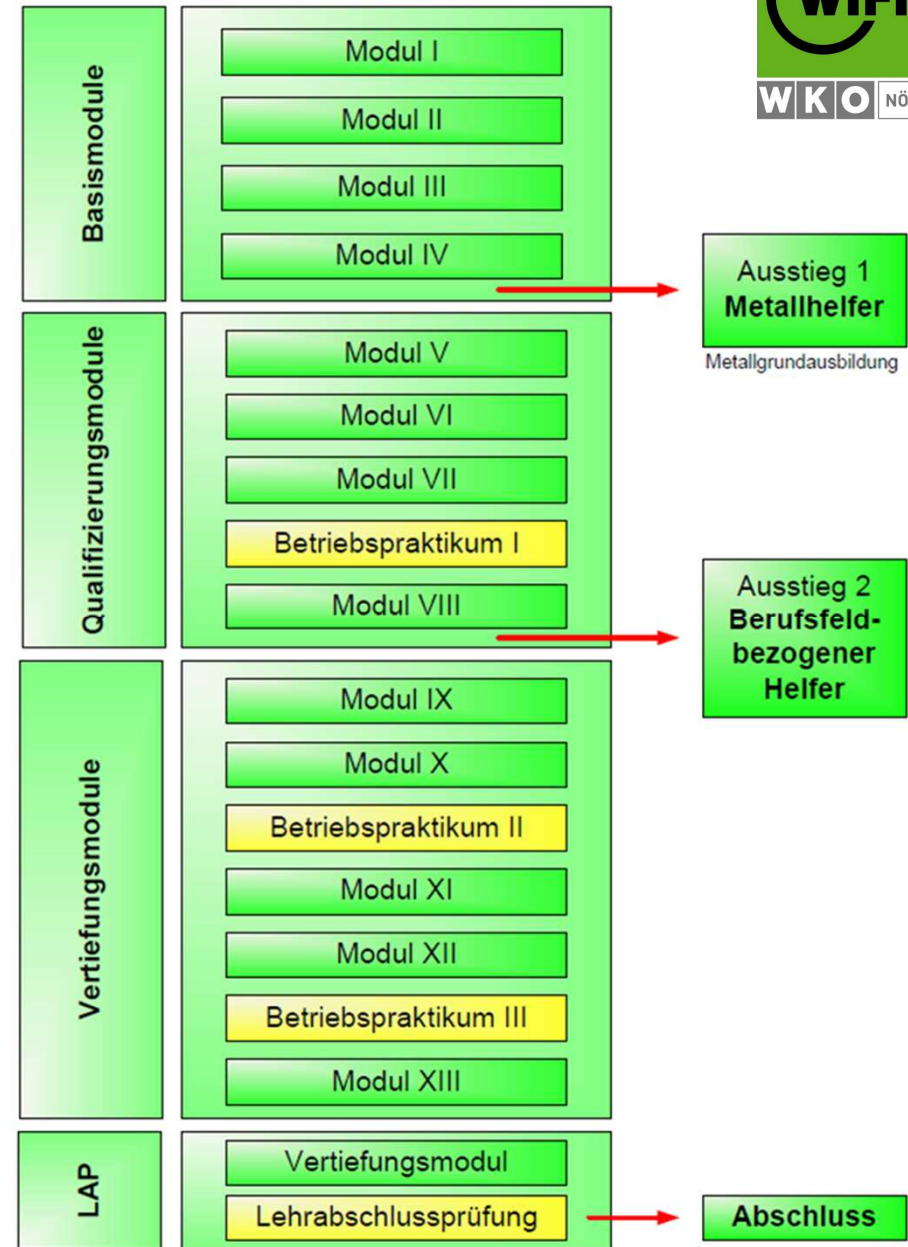 WIFI
WKO NÖ
Basismodule
Modul I
Modul II
Modul III
Modul IV
Ausstieg 1
Metallhelfer
Metallgrundausbildung
Qualifizierungsmodule
Modul V
Modul VI
Modul VII
Betriebspraktikum I
Modul VIII
Ausstieg 2
Berufsfeld-
bezogener
Helfer
Vertiefungsmodule
Modul IX
Modul X
Betriebspraktikum II
Modul XI
Modul XII
Betriebspraktikum III
Modul XIII
LAP
Vertiefungsmodul
Lehrabschlussprüfung
Abschluss